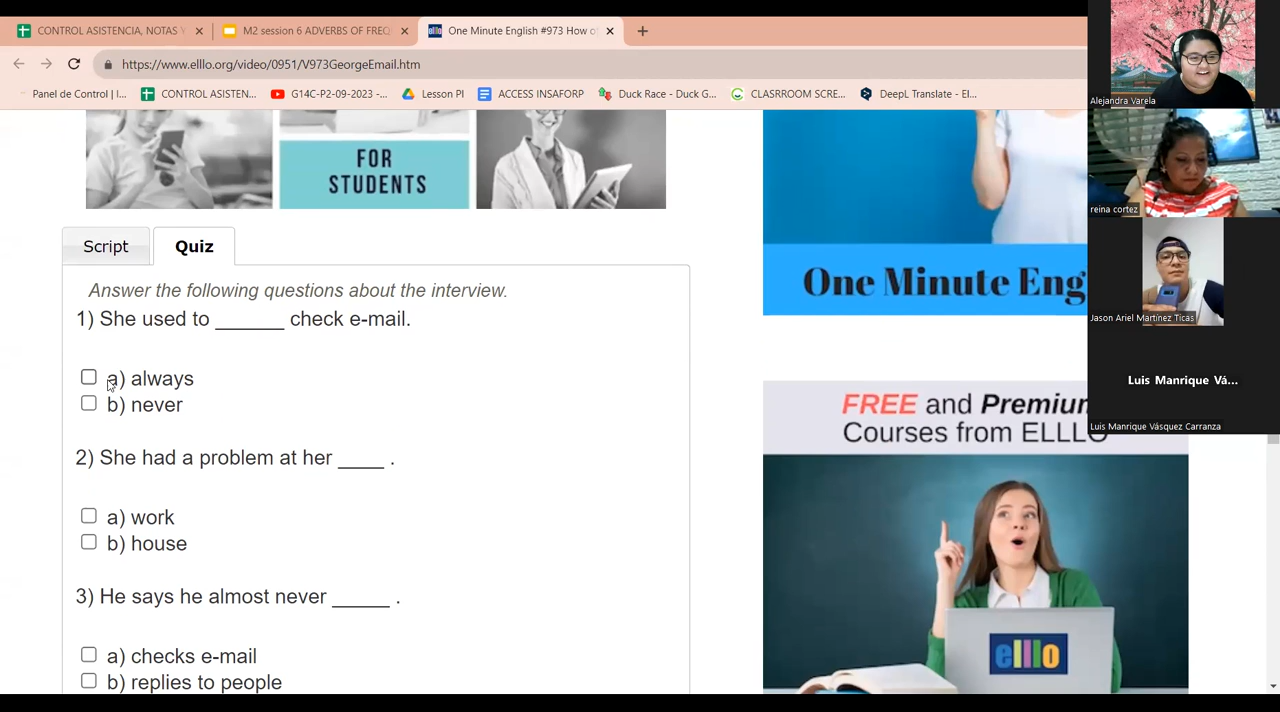 CONTROL ASISTENCIA, NOTAS Y
M2 session 6 ADVERBS OF FREQ
One Minute English #973 How o
https://www.elllo.org/video/0951/V973GeorgeEmail.htm
Panel de Control | I...
CONTROL ASISTEN...
G14C-P2-09-2023 -...
Lesson Pl
ACCESS INSAFORP
Duck Race - Duck G...
CLASRROOM SCRE...
DeepL Translate - El...
FOR
STUDENTS
Script
Quiz
Answer the following questions about the interview.
1) She used to ______ check e-mail.
a) always
b) never
2) She had a problem at her ____ .
a) work
b) house
3) He says he almost never _____ .
a) checks e-mail
b) replies to people
One Minute Eng
FREE and Premium
Courses from ELLLO
elllo
Alejandra Varela
reina cortez
Jason Ariel Martínez Ticas
Luis Manrique Vá...
Luis Manrique Vásquez Carranza